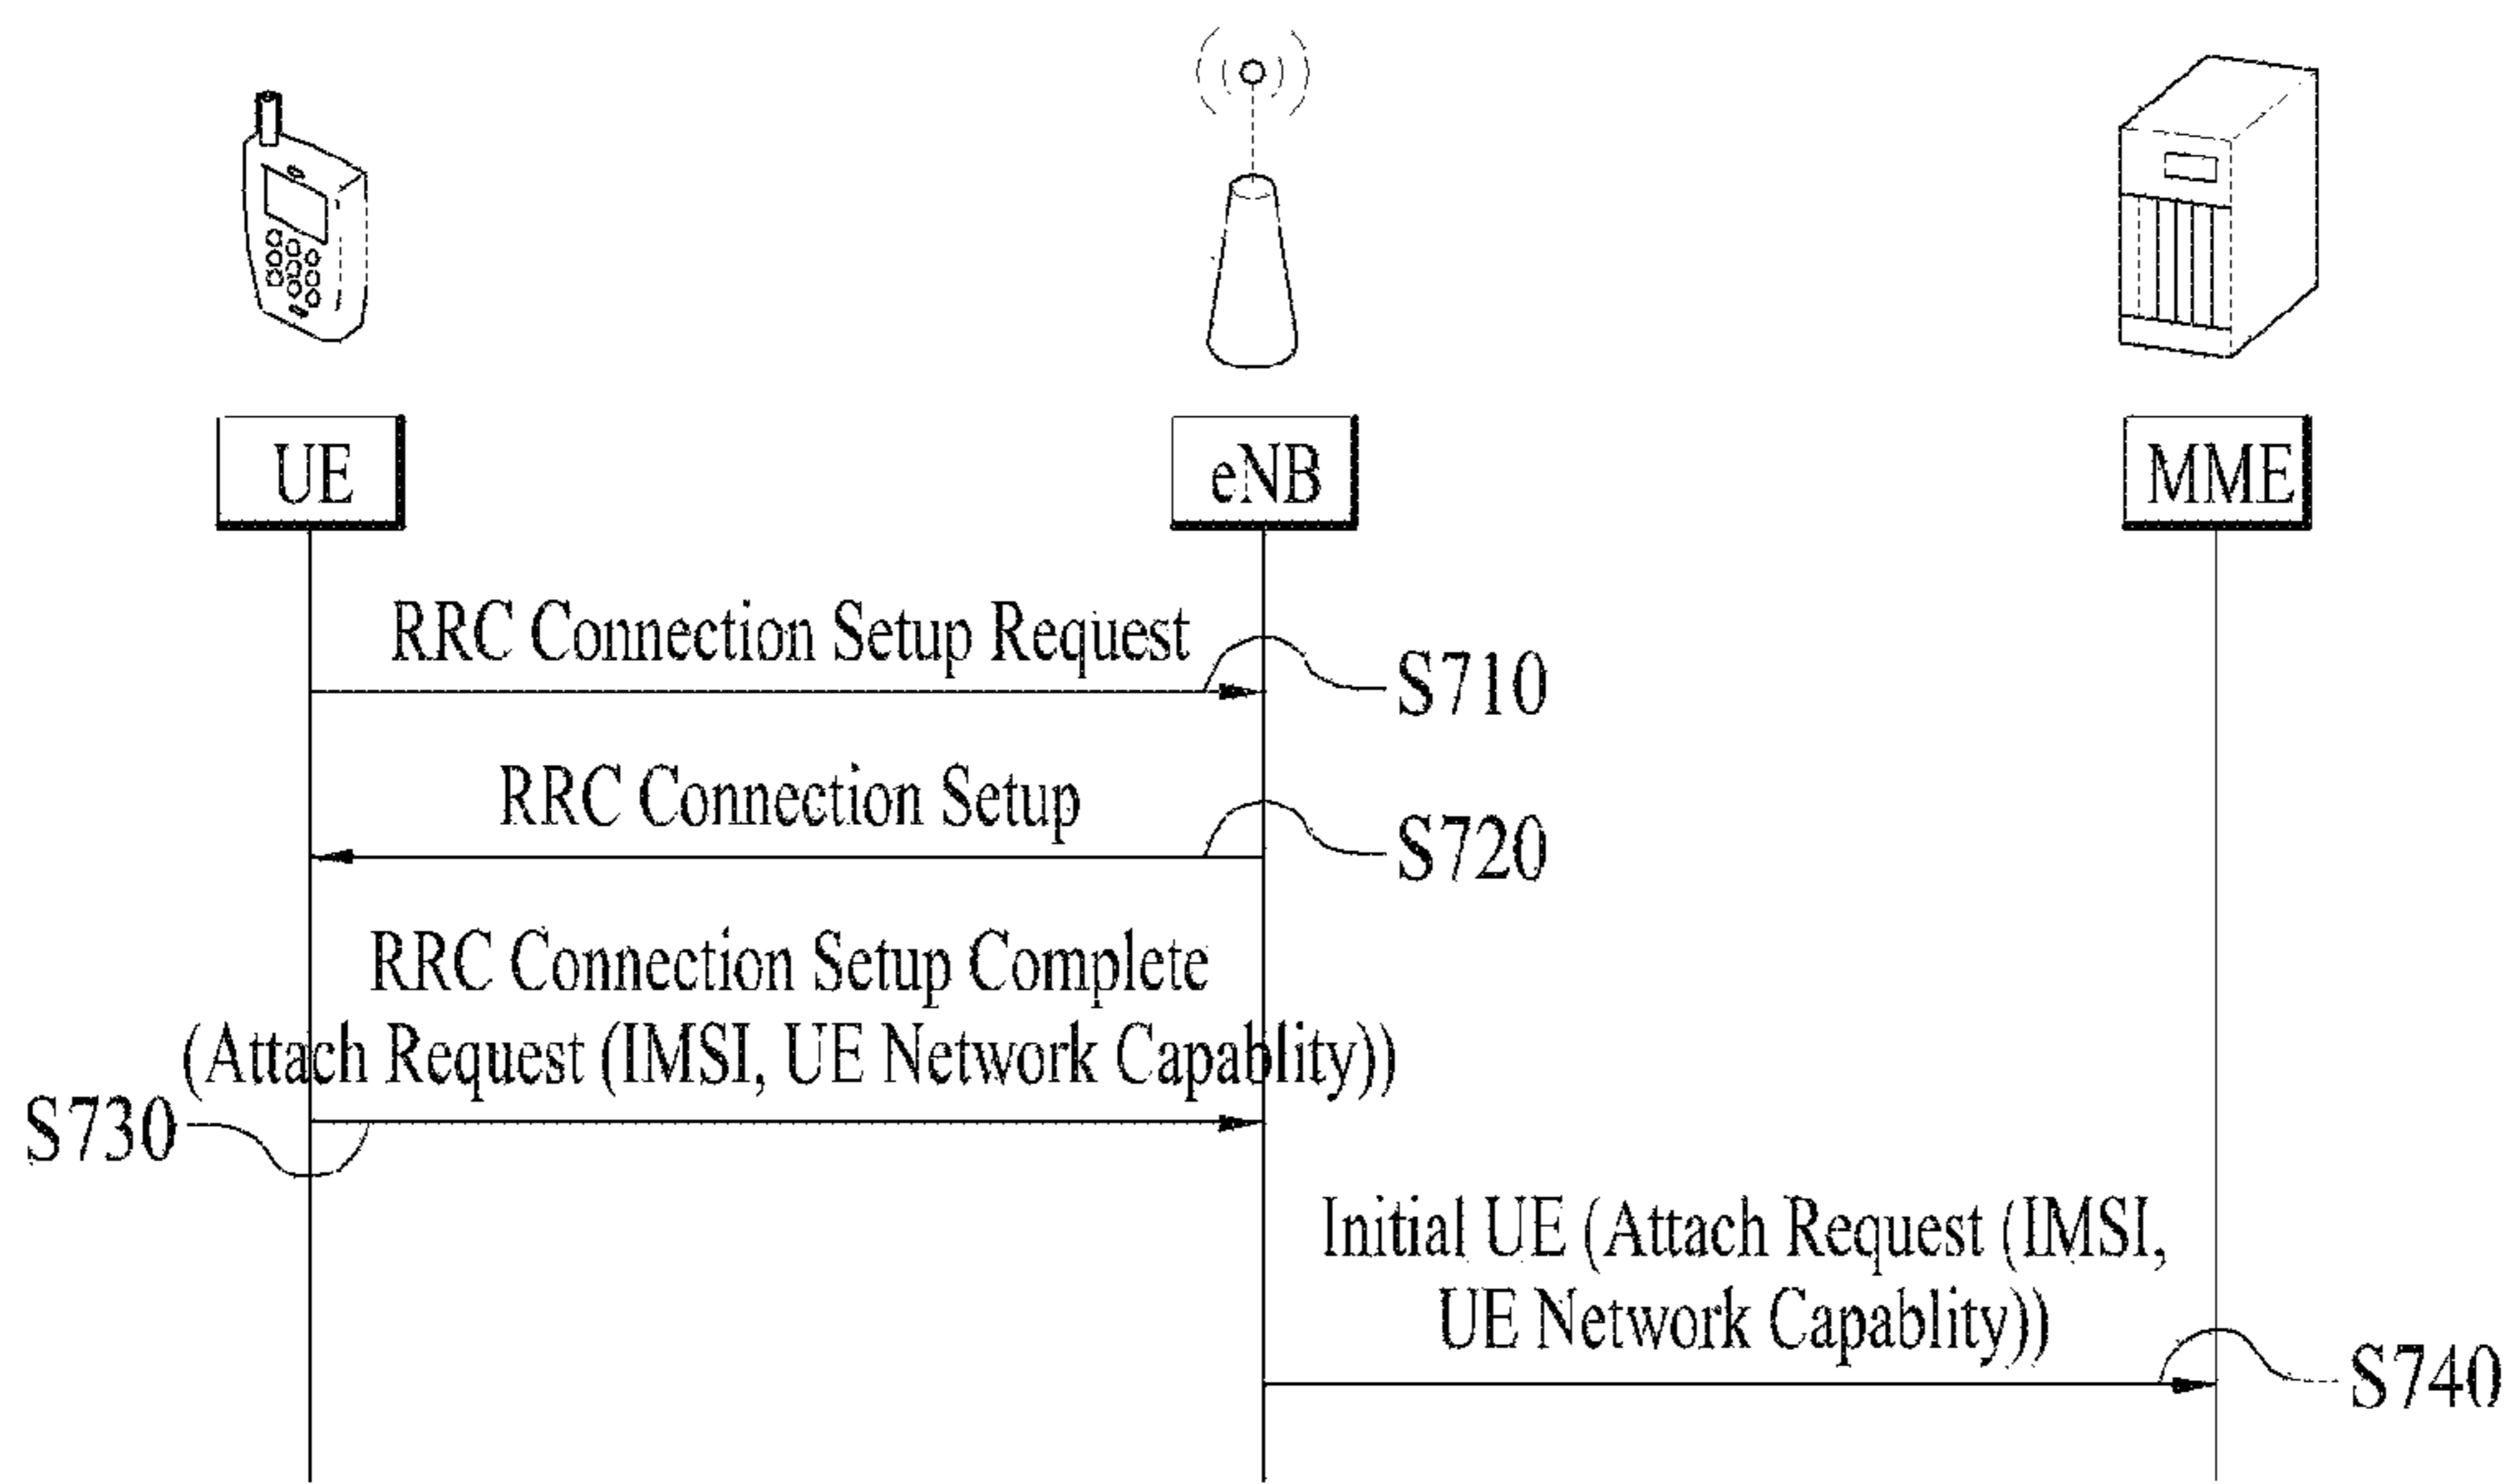 UE
eNB
MME
RRC Connection Setup Request
S710
RRC Connection Setup
S720
RRC Connection Setup Complete
(Attach Request (IMSI, UE Network Capablity))
S730
Initial UE (Attach Request (IMSI,
UE Network Capablity))
S740